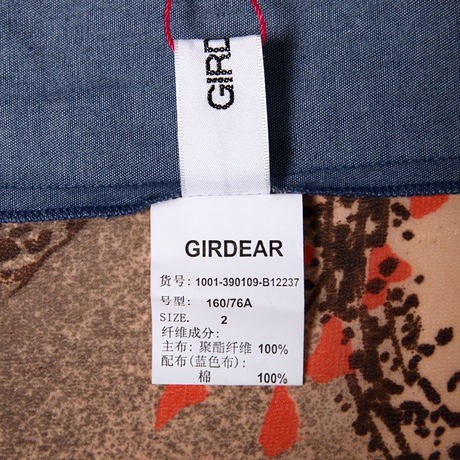 GIRD
GIRDEAR
货号: 1001-390109-B12237
号型: 160/76A
SIZE. 2
纤维成分:
主布: 聚酯纤维 100%
配布(蓝色布):
棉 100%